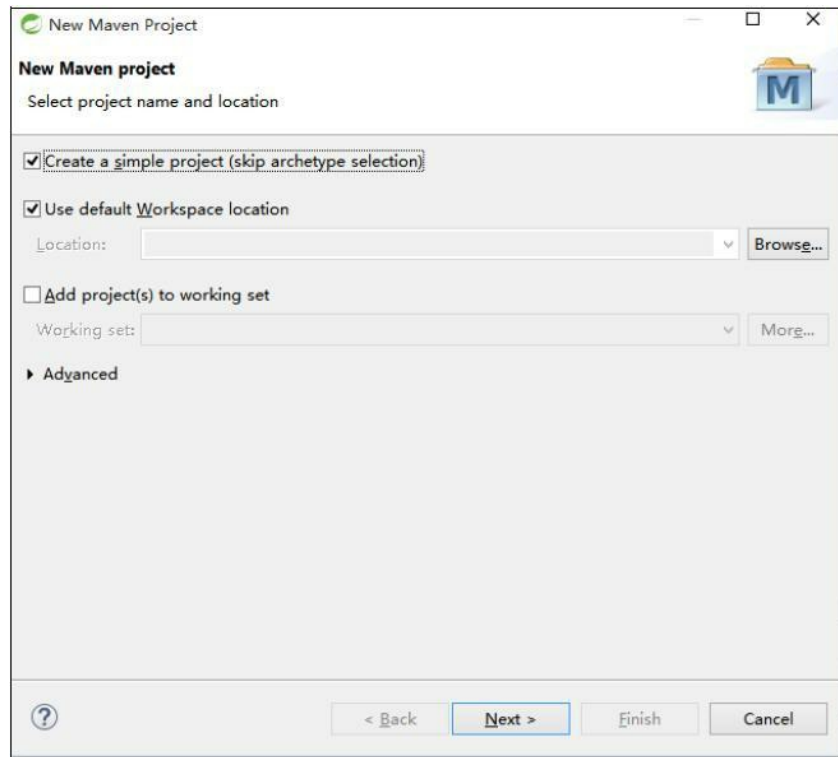 New Maven Project
New Maven project
Select project name and location
M
Create a simple project (skip archetype selection)
Use default Workspace location
Location:
Browse...
Add project(s) to working set
Working set:
More...
Advanced
?
< Back
Next >
Finish
Cancel